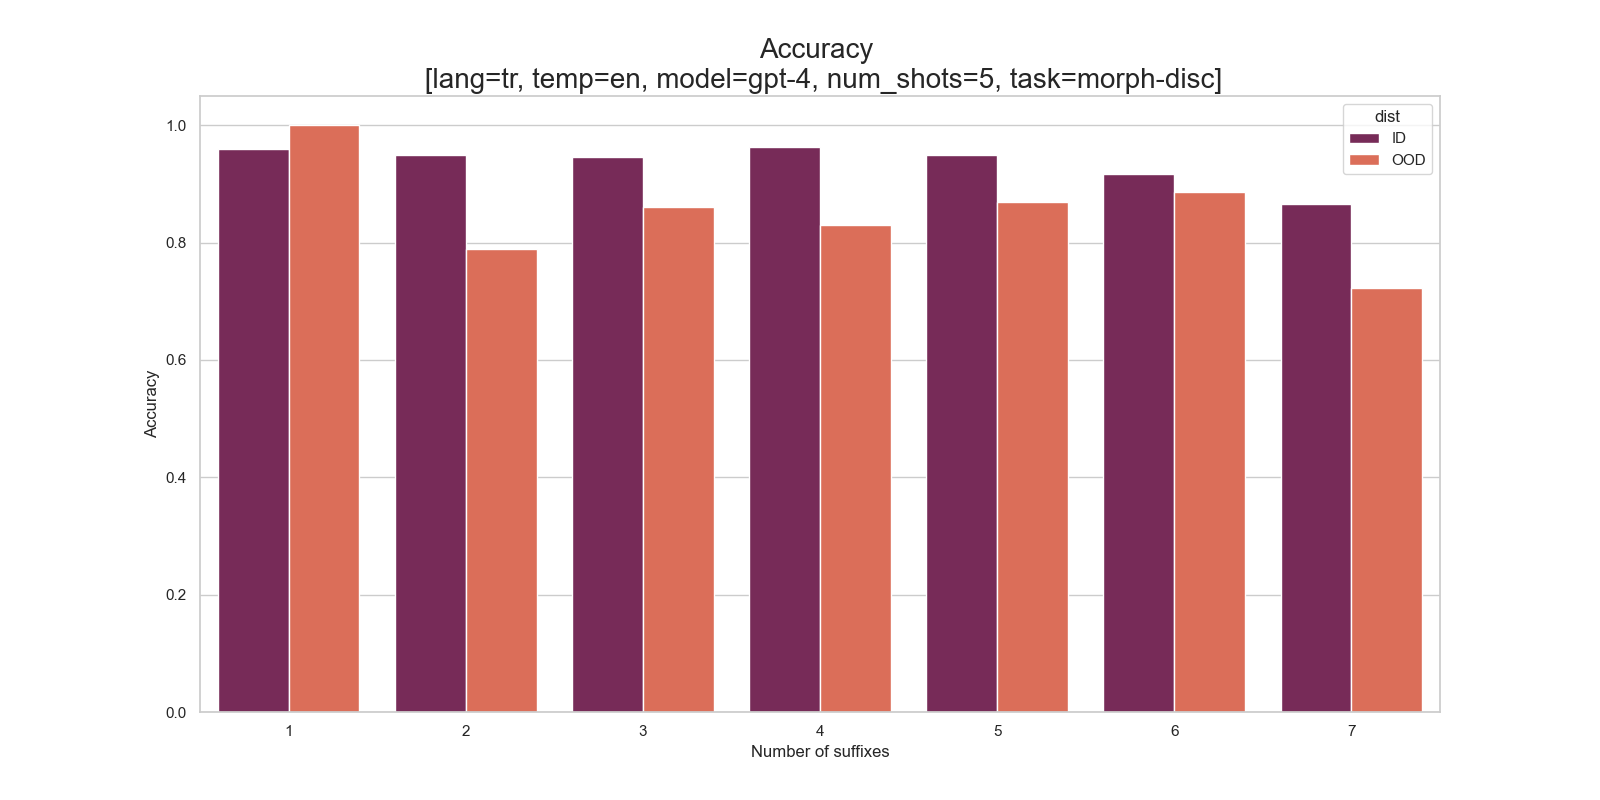 Accuracy
[lang=tr, temp=en, model=gpt-4, num_shots=5, task=morph-disc]
dist
ID
OOD
1.0
0.8
0.6
0.4
0.2
0.0
Accuracy
1 2 3 4 5 6 7
Number of suffixes